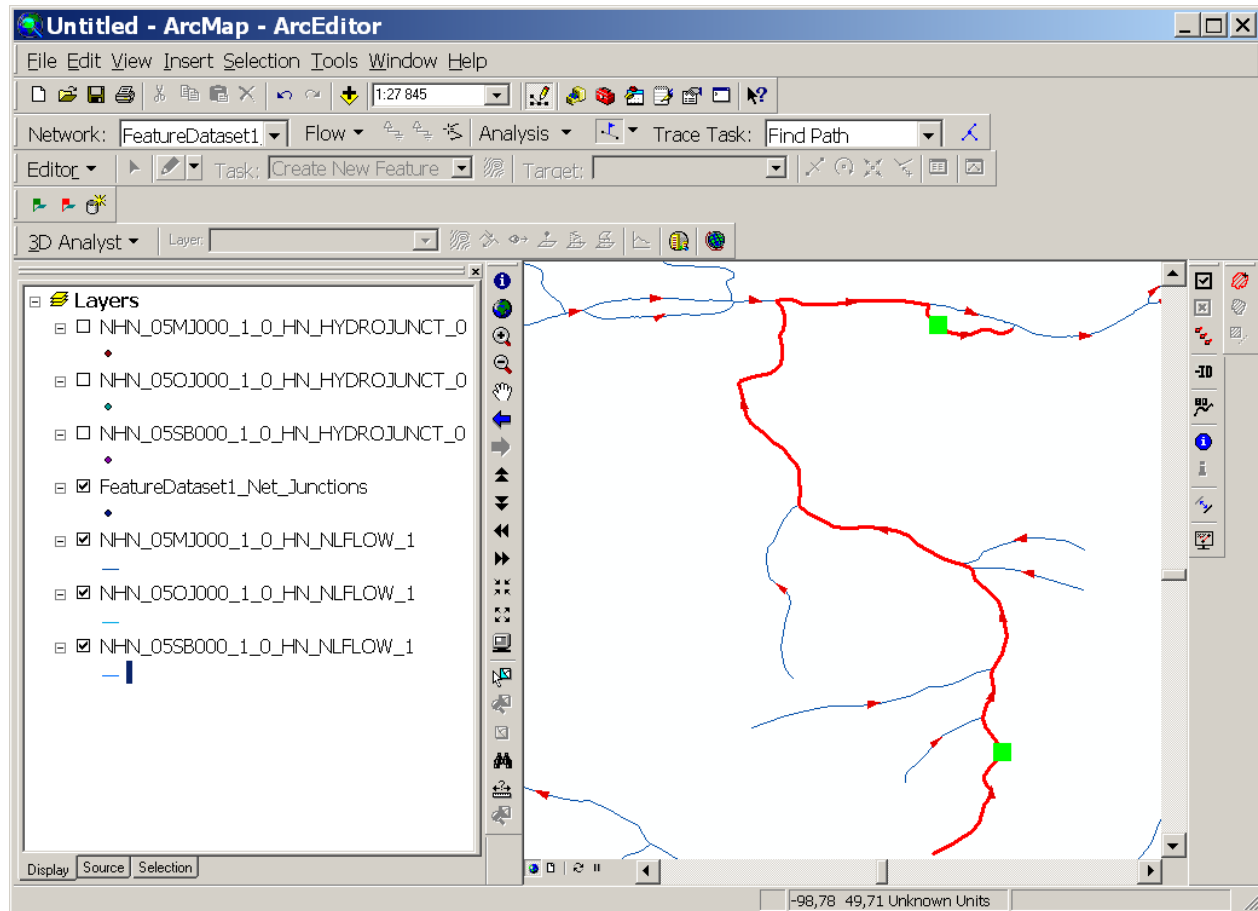 Untitled - ArcMap - ArcEditor
File Edit View Insert Selection Tools Window Help
1:27 845
Network: FeatureDataset1 Flow Analysis Trace Task: Find Path
Editor Task: Create New Feature Target:
3D Analyst Layer:
Layers
NHN_05MJ000_1_0_HN_HYDROJUNCT_0
NHN_05OJ000_1_0_HN_HYDROJUNCT_0
NHN_05SB000_1_0_HN_HYDROJUNCT_0
FeatureDataset1_Net_Junctions
NHN_05MJ000_1_0_HN_NLFLOW_1
NHN_05OJ000_1_0_HN_NLFLOW_1
NHN_05SB000_1_0_HN_NLFLOW_1
Display Source Selection
-98,78 49,71 Unknown Units